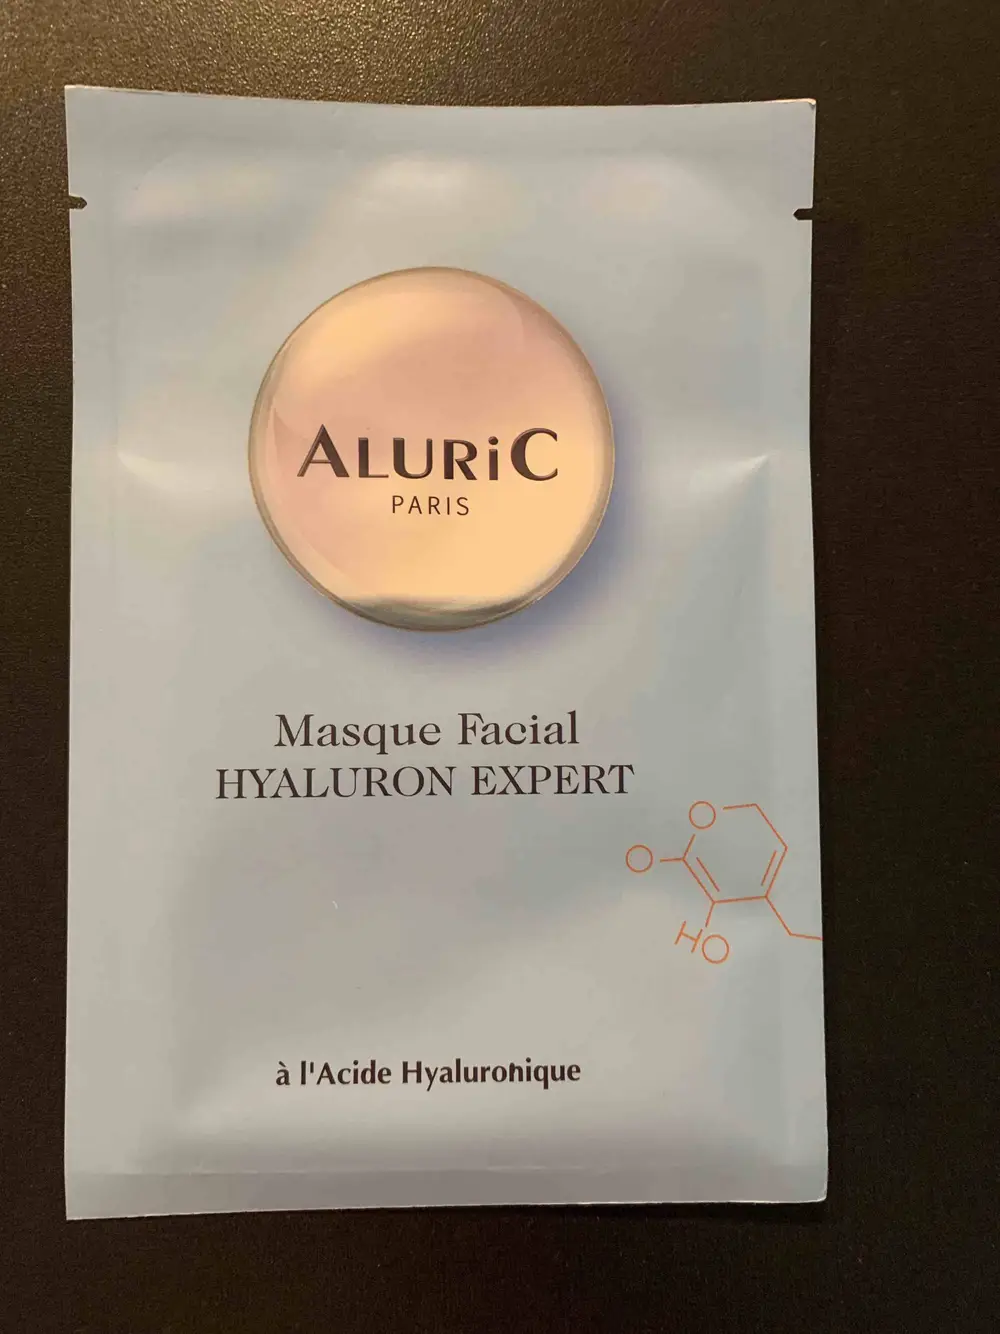 ALURiC
PARIS
Masque Facial
HYALURON EXPERT
O
O
HO
à l'Acide Hyaluronique